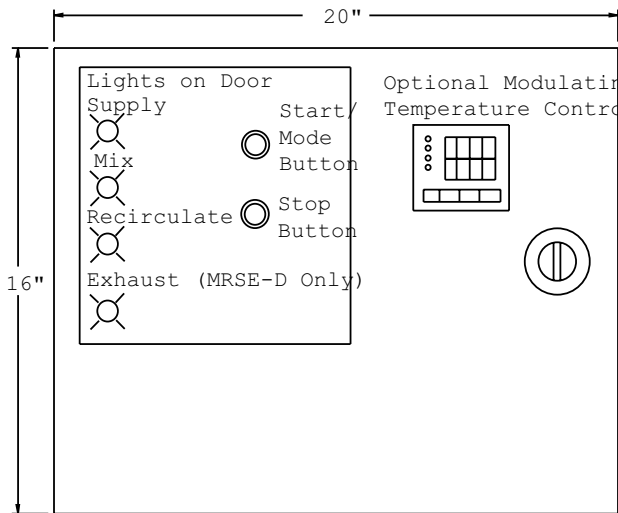 20"
Lights on Door
Supply
Mix
Recirculate
Exhaust (MRSE-D Only)
Start/
Mode
Button
Stop
Button
Optional Modulatin
Temperature Contro
16"